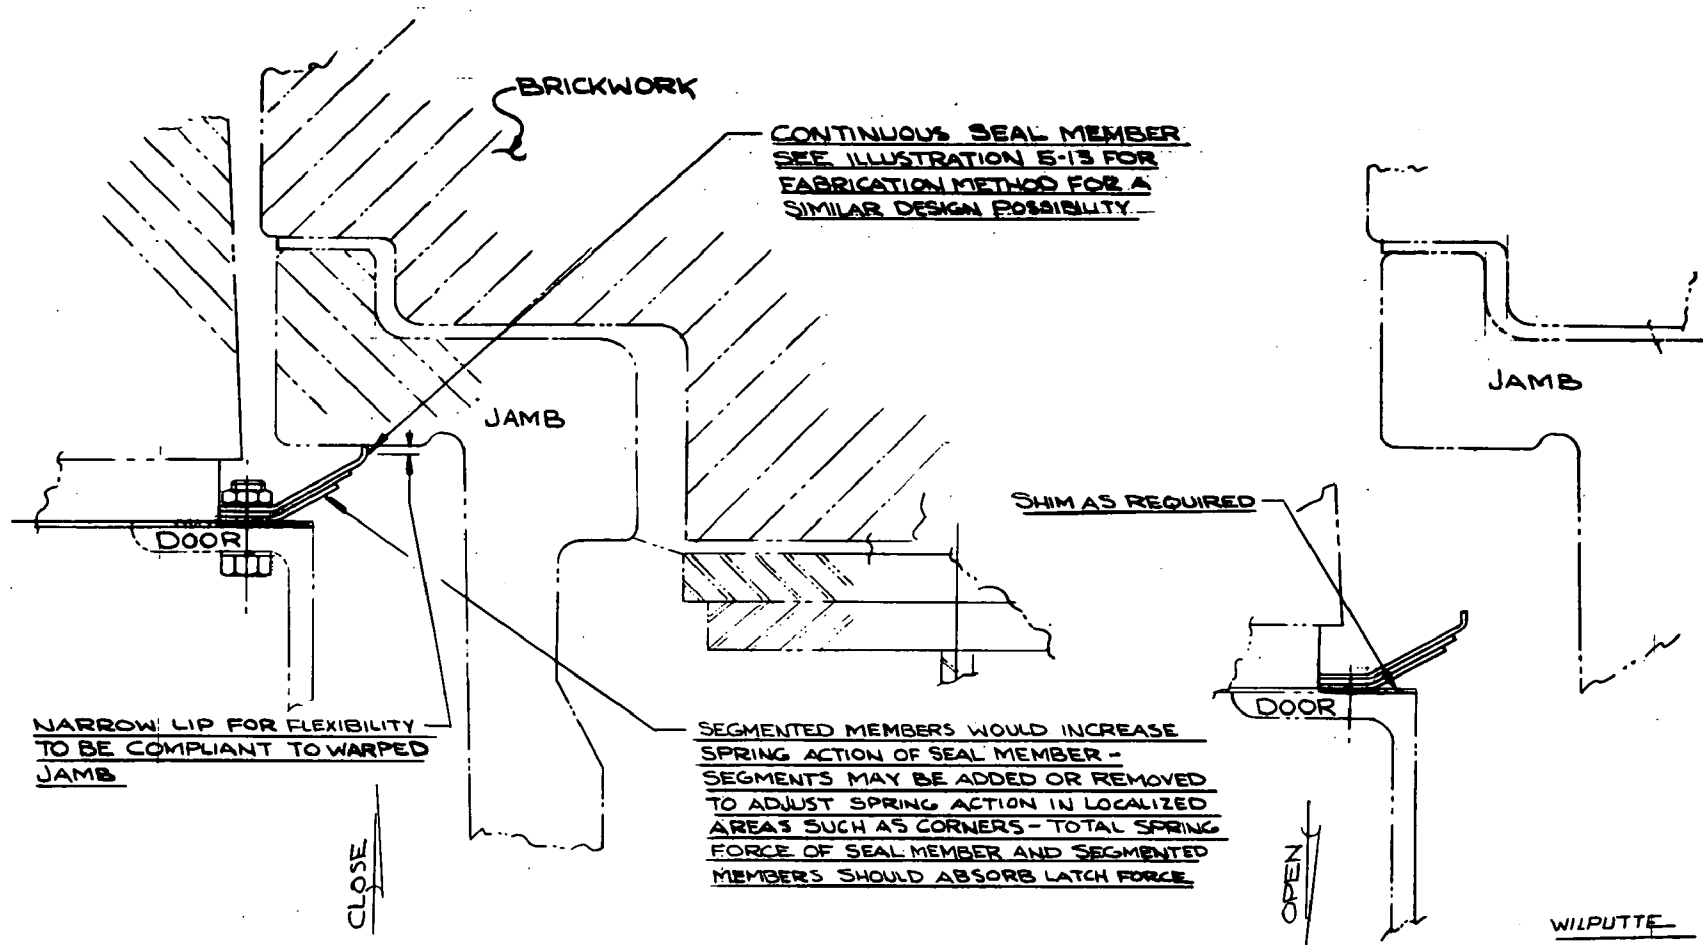 BRICKWORK
CONTINUOUS SEAL MEMBER
SEE ILLUSTRATION 5-13 FOR
FABRICATION METHOD FOR A
SIMILAR DESIGN POSSIBILITY
JAMB
JAMB
SHIM AS REQUIRED
DOOR
DOOR
NARROW LIP FOR FLEXIBILITY
TO BE COMPLIANT TO WARPED
JAMB
SEGMENTED MEMBERS WOULD INCREASE
SPRING ACTION OF SEAL MEMBER -
SEGMENTS MAY BE ADDED OR REMOVED
TO ADJUST SPRING ACTION IN LOCALIZED
AREAS SUCH AS CORNERS - TOTAL SPRING
FORCE OF SEAL MEMBER AND SEGMENTED
MEMBERS SHOULD ABSORB LATCH FORCE
CLOSE
OPEN
WILPUTTE